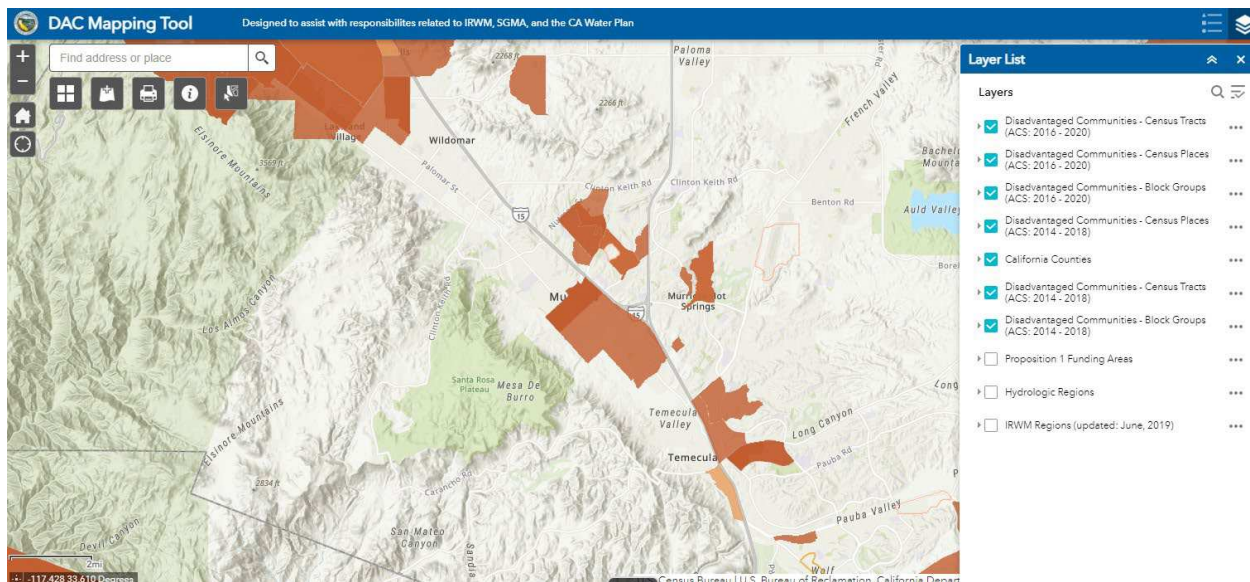 DAC Mapping Tool
Designed to assist with responsibilites related to IRWM, SGMA, and the CA Water Plan
Find address or place
Layer List
Layers
Disadvantaged Communities - Census Tracts
(ACS: 2016 - 2020)
Disadvantaged Communities - Census Places
(ACS: 2016 - 2020)
Disadvantaged Communities - Block Groups
(ACS: 2016 - 2020)
Disadvantaged Communities - Census Places
(ACS: 2014 - 2018)
California Counties
Disadvantaged Communities - Census Tracts
(ACS: 2014 - 2018)
Disadvantaged Communities - Block Groups
(ACS: 2014 - 2018)
Proposition 1 Funding Areas
Hydrologic Regions
IRWM Regions (updated: June, 2019)
Paloma
Valley
2268 ft
2266 ft
French Valley
Village
Wildomar
Elsinore Mountains
3569 ft
Palomar St
Clinton Keith Rd
Clinton Keith Rd
Benton Rd
Auld Valley
15
Los Alamos Canyon
Clinton Keith Rd
Springs
15
Santa Rosa
Plateau
Mesa De
Burro
Temecula
Valley
Long Canyon
Temecula
Pauba Rd
Elsinore Mountains
2834 ft
Carancho Rd
San Mateo
Canyon
Pauba Valley
Devil Canyon
Wolf
2mi
-117.428 33.610 Degrees
Census Bureau | U.S. Bureau of Reclamation, California Depart